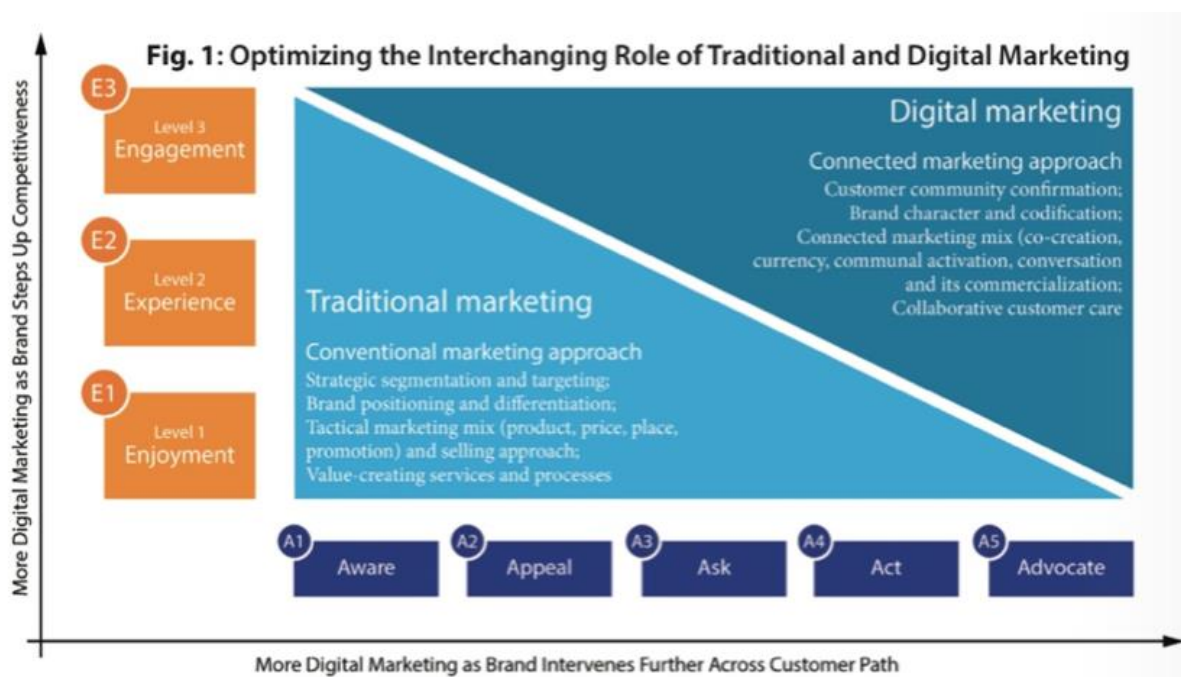 Fig. 1: Optimizing the Interchanging Role of Traditional and Digital Marketing
More Digital Marketing as Brand Steps Up Competitiveness
E3
Level 3
Engagement
E2
Level 2
Experience
E1
Level 1
Enjoyment
Digital marketing
Connected marketing approach
Customer community confirmation;
Brand character and codification;
Connected marketing mix (co-creation,
currency, communal activation, conversation
and its commercialization;
Collaborative customer care
Traditional marketing
Conventional marketing approach
Strategic segmentation and targeting;
Brand positioning and differentiation;
Tactical marketing mix (product, price, place,
promotion) and selling approach;
Value-creating services and processes
A1
Aware
A2
Appeal
A3
Ask
A4
Act
A5
Advocate
More Digital Marketing as Brand Intervenes Further Across Customer Path